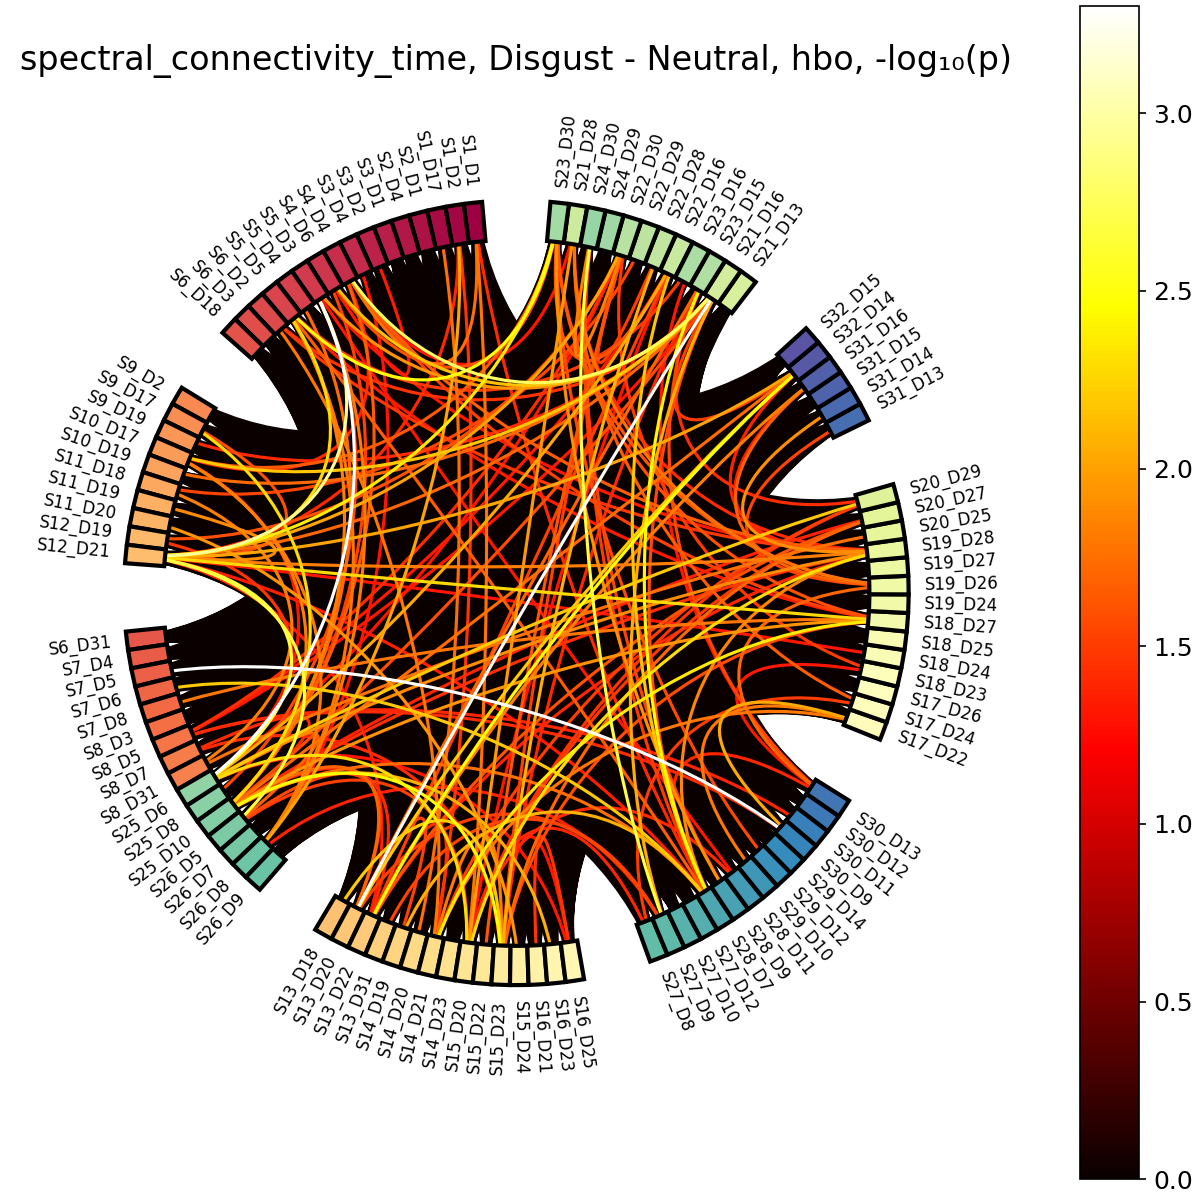 spectral_connectivity_time, Disgust - Neutral, hbo, -log₁₀(p)
S1_D1
S1_D2
S1_D17
S2_D1
S2_D4
S3_D1
S3_D2
S3_D4
S4_D4
S4_D6
S5_D3
S5_D4
S5_D5
S6_D2
S6_D3
S6_D18
S9_D2
S9_D17
S9_D19
S10_D17
S10_D19
S11_D18
S11_D19
S11_D20
S12_D19
S12_D21
S6_D31
S7_D4
S7_D5
S7_D6
S7_D8
S8_D3
S8_D5
S8_D7
S8_D31
S25_D6
S25_D8
S25_D10
S26_D5
S26_D7
S26_D8
S26_D9
S13_D18
S13_D20
S13_D22
S13_D31
S14_D19
S14_D20
S14_D21
S14_D23
S15_D20
S15_D22
S15_D23
S15_D24
S16_D21
S16_D23
S16_D25
S27_D8
S27_D9
S27_D10
S27_D12
S28_D7
S28_D9
S28_D11
S29_D10
S29_D12
S29_D14
S30_D9
S30_D11
S30_D12
S30_D13
S17_D22
S17_D24
S17_D26
S18_D23
S18_D24
S18_D25
S18_D27
S19_D24
S19_D26
S19_D27
S19_D28
S20_D25
S20_D27
S20_D29
S31_D13
S31_D14
S31_D15
S31_D16
S32_D14
S32_D15
S21_D13
S21_D16
S23_D15
S23_D16
S22_D16
S22_D28
S22_D29
S22_D30
S24_D29
S24_D30
S21_D28
S23_D30
3.0
2.5
2.0
1.5
1.0
0.5
0.0